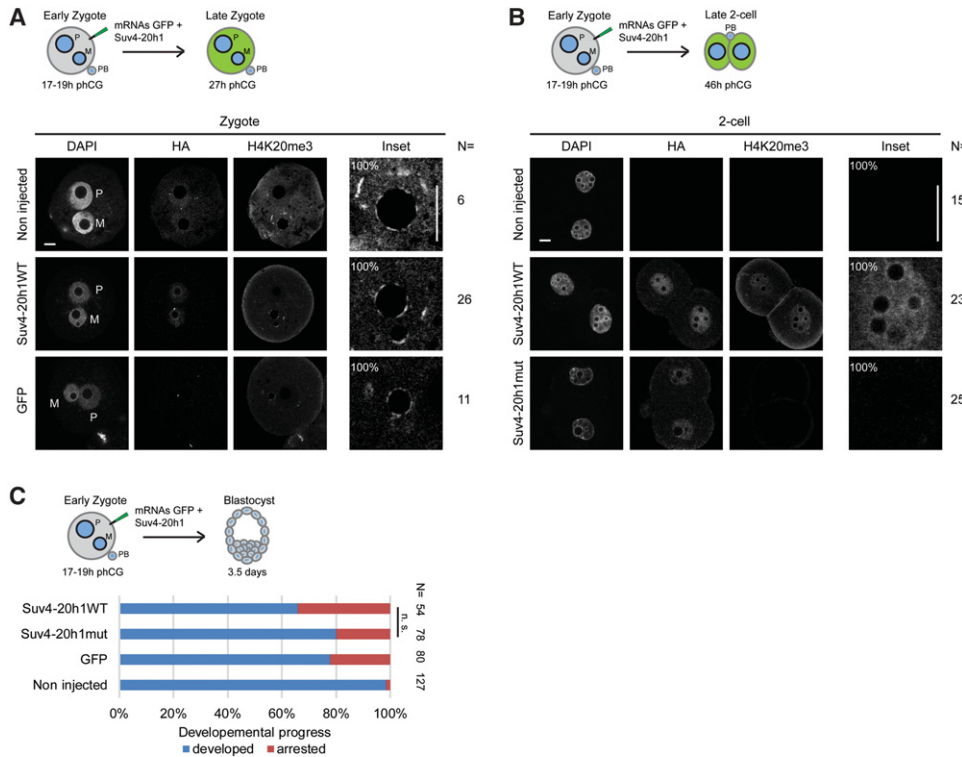 A
Early Zygote
mRNAs GFP +
Suv4-20h1
Late Zygote
P
M
PB
P
M
PB
17-19h phCG
27h phCG
Zygote
DAPI
HA
H4K20me3
Inset
N=
Non injected
P
M
100%
6
Suv4-20h1WT
P
M
100%
26
GFP
M
P
100%
11
B
Early Zygote
mRNAs GFP +
Suv4-20h1
Late 2-cell
P
M
PB
PB
17-19h phCG
46h phCG
2-cell
DAPI
HA
H4K20me3
Inset
N=
Non injected
100%
15
Suv4-20h1WT
100%
23
Suv4-20h1mut
100%
25
C
Early Zygote
mRNAs GFP +
Suv4-20h1
Blastocyst
P
M
PB
17-19h phCG
3.5 days
N=
Suv4-20h1WT
54
n. s.
Suv4-20h1mut
78
GFP
80
Non injected
127
0% 20% 40% 60% 80% 100%
Developemental progress
developed arrested